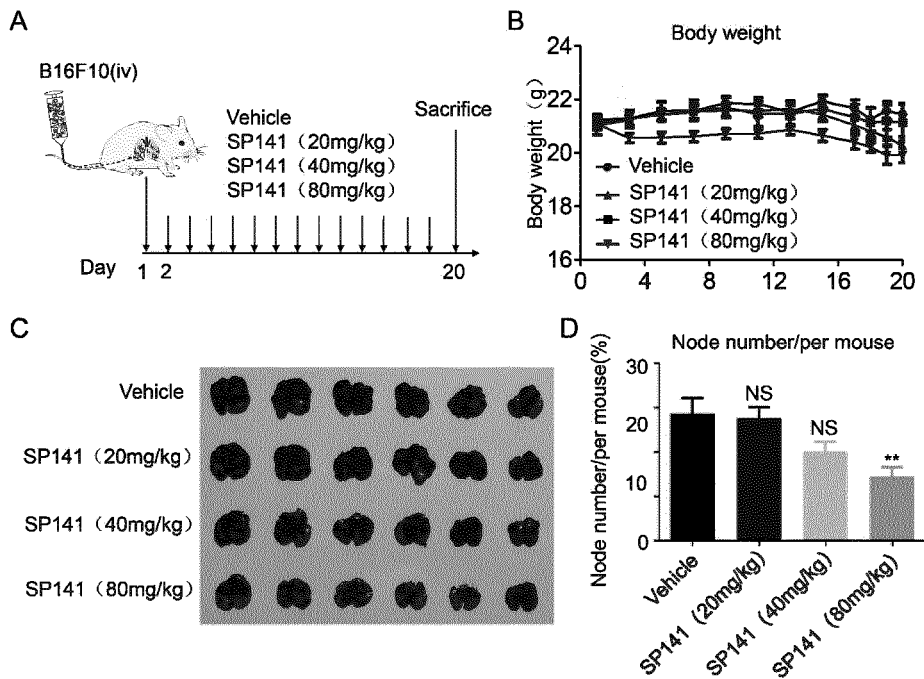 A
B16F10(iv)
Vehicle
SP141（20mg/kg）
SP141（40mg/kg）
SP141（80mg/kg）
Sacrifice
Day
1 2
20
B
Body weight
Body weight（g）
24
22
20
18
16
0 4 8 12 16 20
Vehicle
SP141（20mg/kg）
SP141（40mg/kg）
SP141（80mg/kg）
C
Vehicle
SP141（20mg/kg）
SP141（40mg/kg）
SP141（80mg/kg）
D
Node number/per mouse
Node number/per mouse(%)
30
20
10
0
NS
NS
**
Vehicle
SP141（20mg/kg）
SP141（40mg/kg）
SP141（80mg/kg）